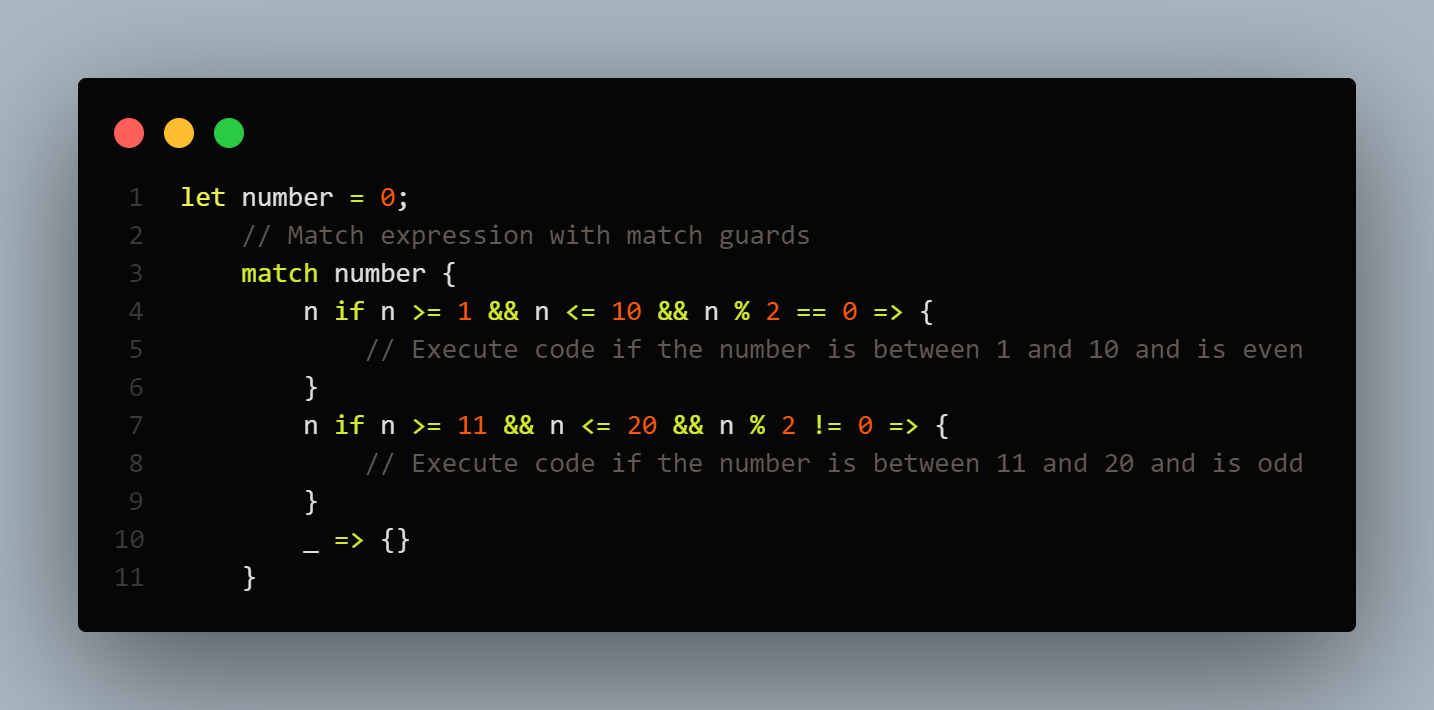 1 let number = 0;
2 // Match expression with match guards
3 match number {
4 n if n >= 1 && n <= 10 && n % 2 == 0 => {
5 // Execute code if the number is between 1 and 10 and is even
6 }
7 n if n >= 11 && n <= 20 && n % 2 != 0 => {
8 // Execute code if the number is between 11 and 20 and is odd
9 }
10 _ => {}
11 }